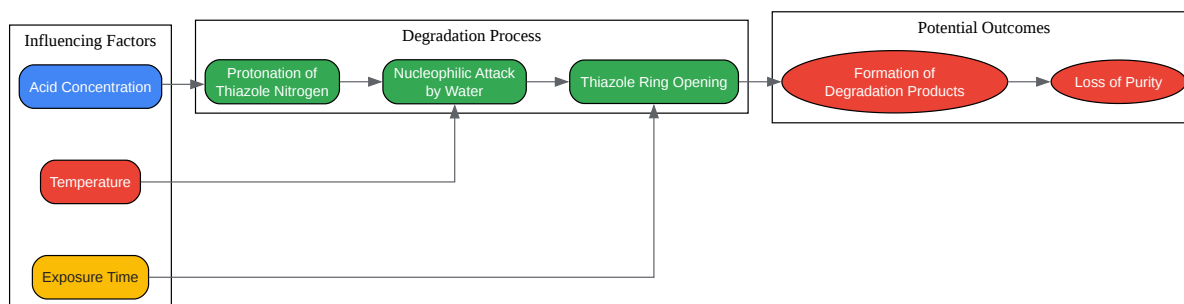 Influencing Factors
Acid Concentration
Temperature
Exposure Time
Degradation Process
Protonation of
Thiazole Nitrogen
Nucleophilic Attack
by Water
Thiazole Ring Opening
Potential Outcomes
Formation of
Degradation Products
Loss of Purity